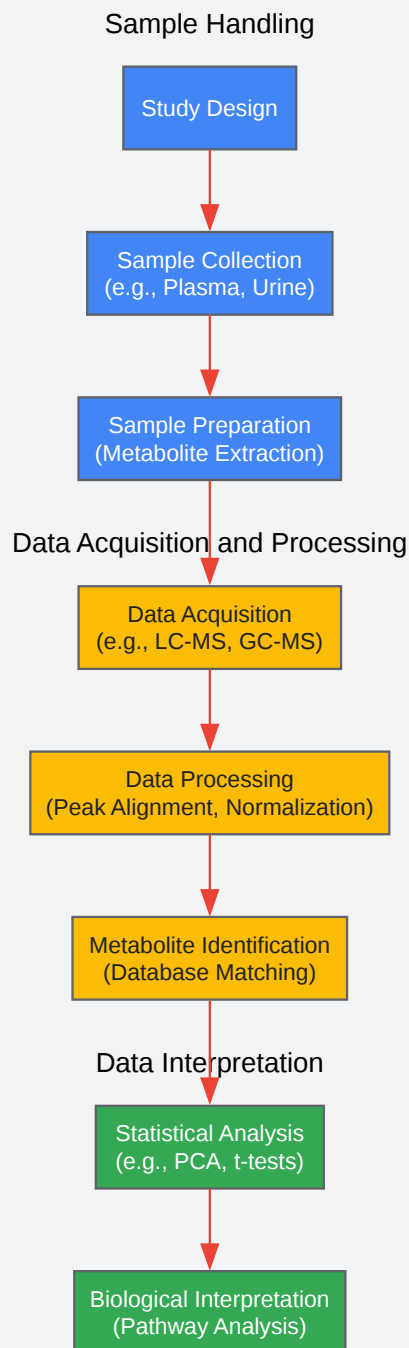 Sample Handling
Study Design
Sample Collection
(e.g., Plasma, Urine)
Sample Preparation
(Metabolite Extraction)
Data Acquisition and Processing
Data Acquisition
(e.g., LC-MS, GC-MS)
Data Processing
(Peak Alignment, Normalization)
Metabolite Identification
(Database Matching)
Data Interpretation
Statistical Analysis
(e.g., PCA, t-tests)
Biological Interpretation
(Pathway Analysis)